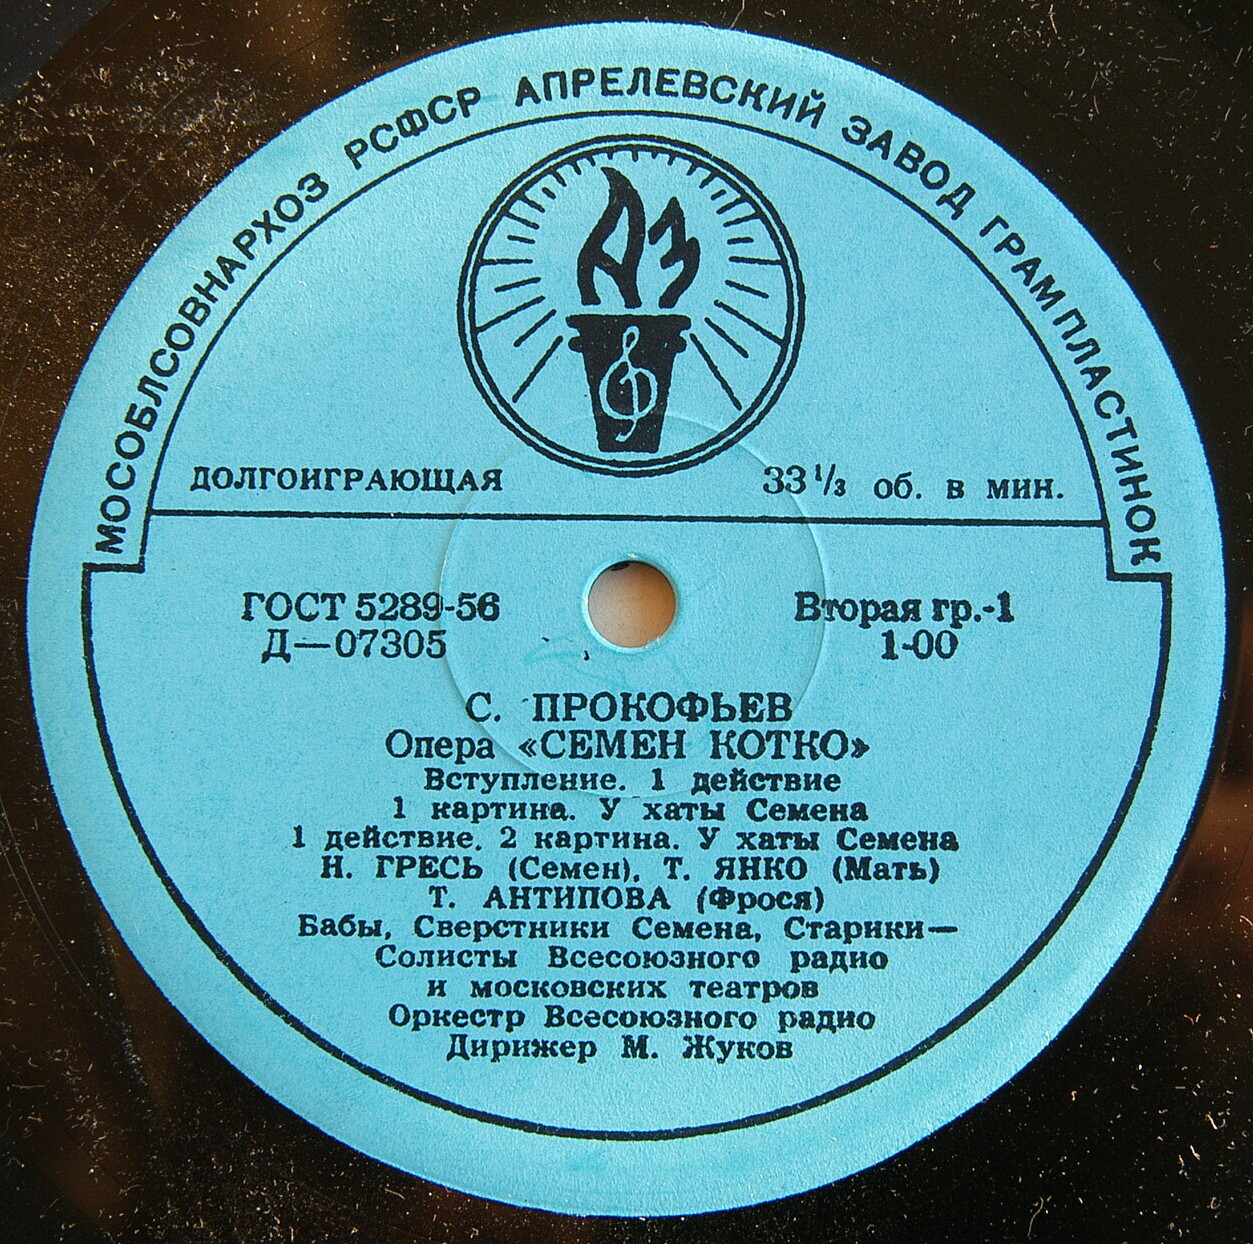 МОСОБЛСОВНАРХОЗ РСФСР АПРЕЛЕВСКИЙ ЗАВОД ГРАМПЛАСТИНОК
АЗ
ДОЛГОИГРАЮЩАЯ
33⅓ об. в мин.
ГОСТ 5289-56
Д—07305
Вторая гр.-1
1-00
С. ПРОКОФЬЕВ
Опера «СЕМЕН КОТКО»
Вступление. 1 действие
1 картина. У хаты Семена
1 действие. 2 картина. У хаты Семена
Н. ГРЕСЬ (Семен), Т. ЯНКО (Мать)
Т. АНТИПОВА (Фрося)
Бабы, Сверстники Семена, Старики—
Солисты Всесоюзного радио
и московских театров
Оркестр Всесоюзного радио
Дирижер М. Жуков